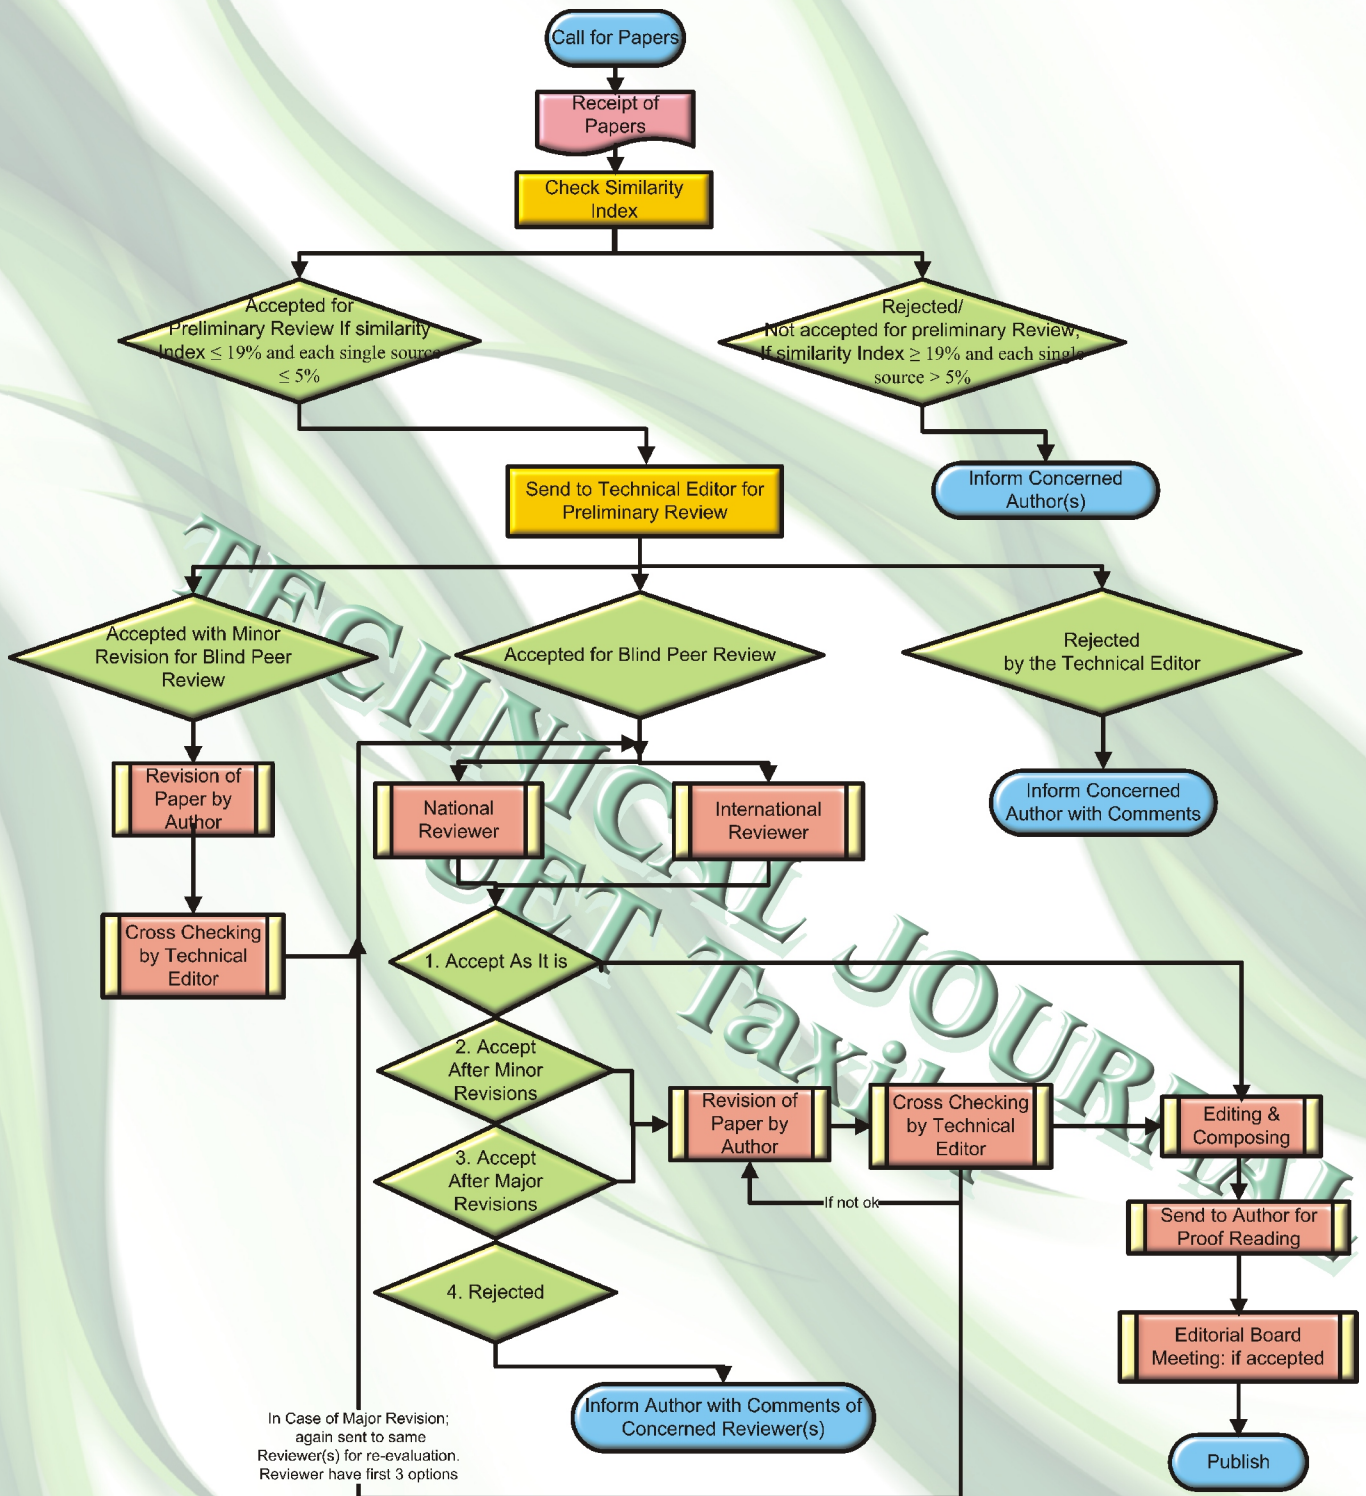 Call for Papers
Receipt of
Papers
Check Similarity
Index
Accepted for
Preliminary Review If similarity
Index ≤ 19% and each single source
≤ 5%
Rejected/
Not accepted for preliminary Review,
If similarity Index ≥ 19% and each single
source > 5%
Inform Concerned
Author(s)
Send to Technical Editor for
Preliminary Review
Accepted with Minor
Revision for Blind Peer
Review
Accepted for Blind Peer Review
Rejected
by the Technical Editor
Revision of
Paper by
Author
National
Reviewer
International
Reviewer
Inform Concerned
Author with Comments
Cross Checking
by Technical
Editor
1. Accept As It is
2. Accept
After Minor
Revisions
3. Accept
After Major
Revisions
4. Rejected
Revision of
Paper by
Author
Cross Checking
by Technical
Editor
If not ok
Editing &
Composing
Send to Author for
Proof Reading
Editorial Board
Meeting: if accepted
Publish
Inform Author with Comments of
Concerned Reviewer(s)
In Case of Major Revision;
again sent to same
Reviewer(s) for re-evaluation.
Reviewer have first 3 options
TECHNICAL JOURNAL
UET Taxila